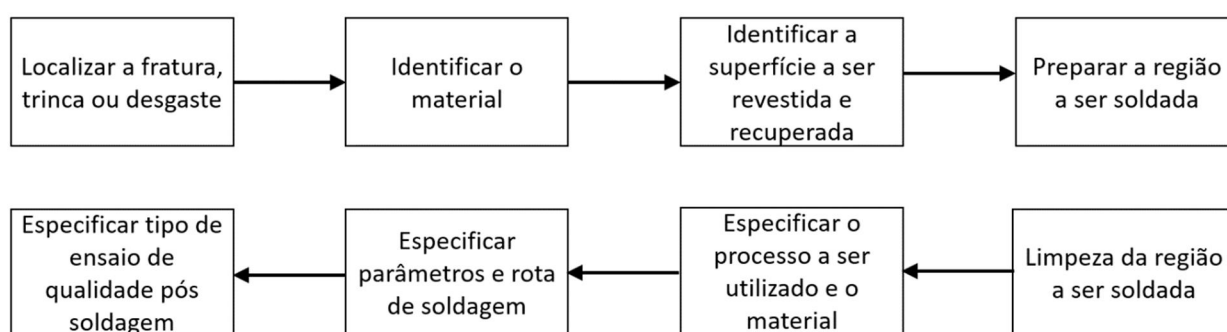 Localizar a fratura,
trinca ou desgaste
Identificar o
material
Identificar a
superfície a ser
revestida e
recuperada
Preparar a região
a ser soldada
Limpeza da região
a ser soldada
Especificar o
processo a ser
utilizado e o
material
Especificar
parâmetros e rota
de soldagem
Especificar tipo de
ensaio de
qualidade pós
soldagem